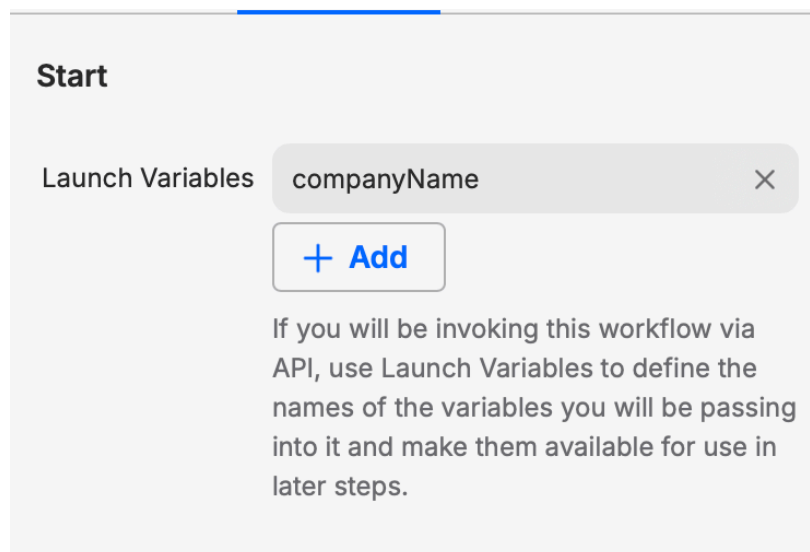 Start
Launch Variables companyName
Add
If you will be invoking this workflow via
API, use Launch Variables to define the
names of the variables you will be passing
into it and make them available for use in
later steps.